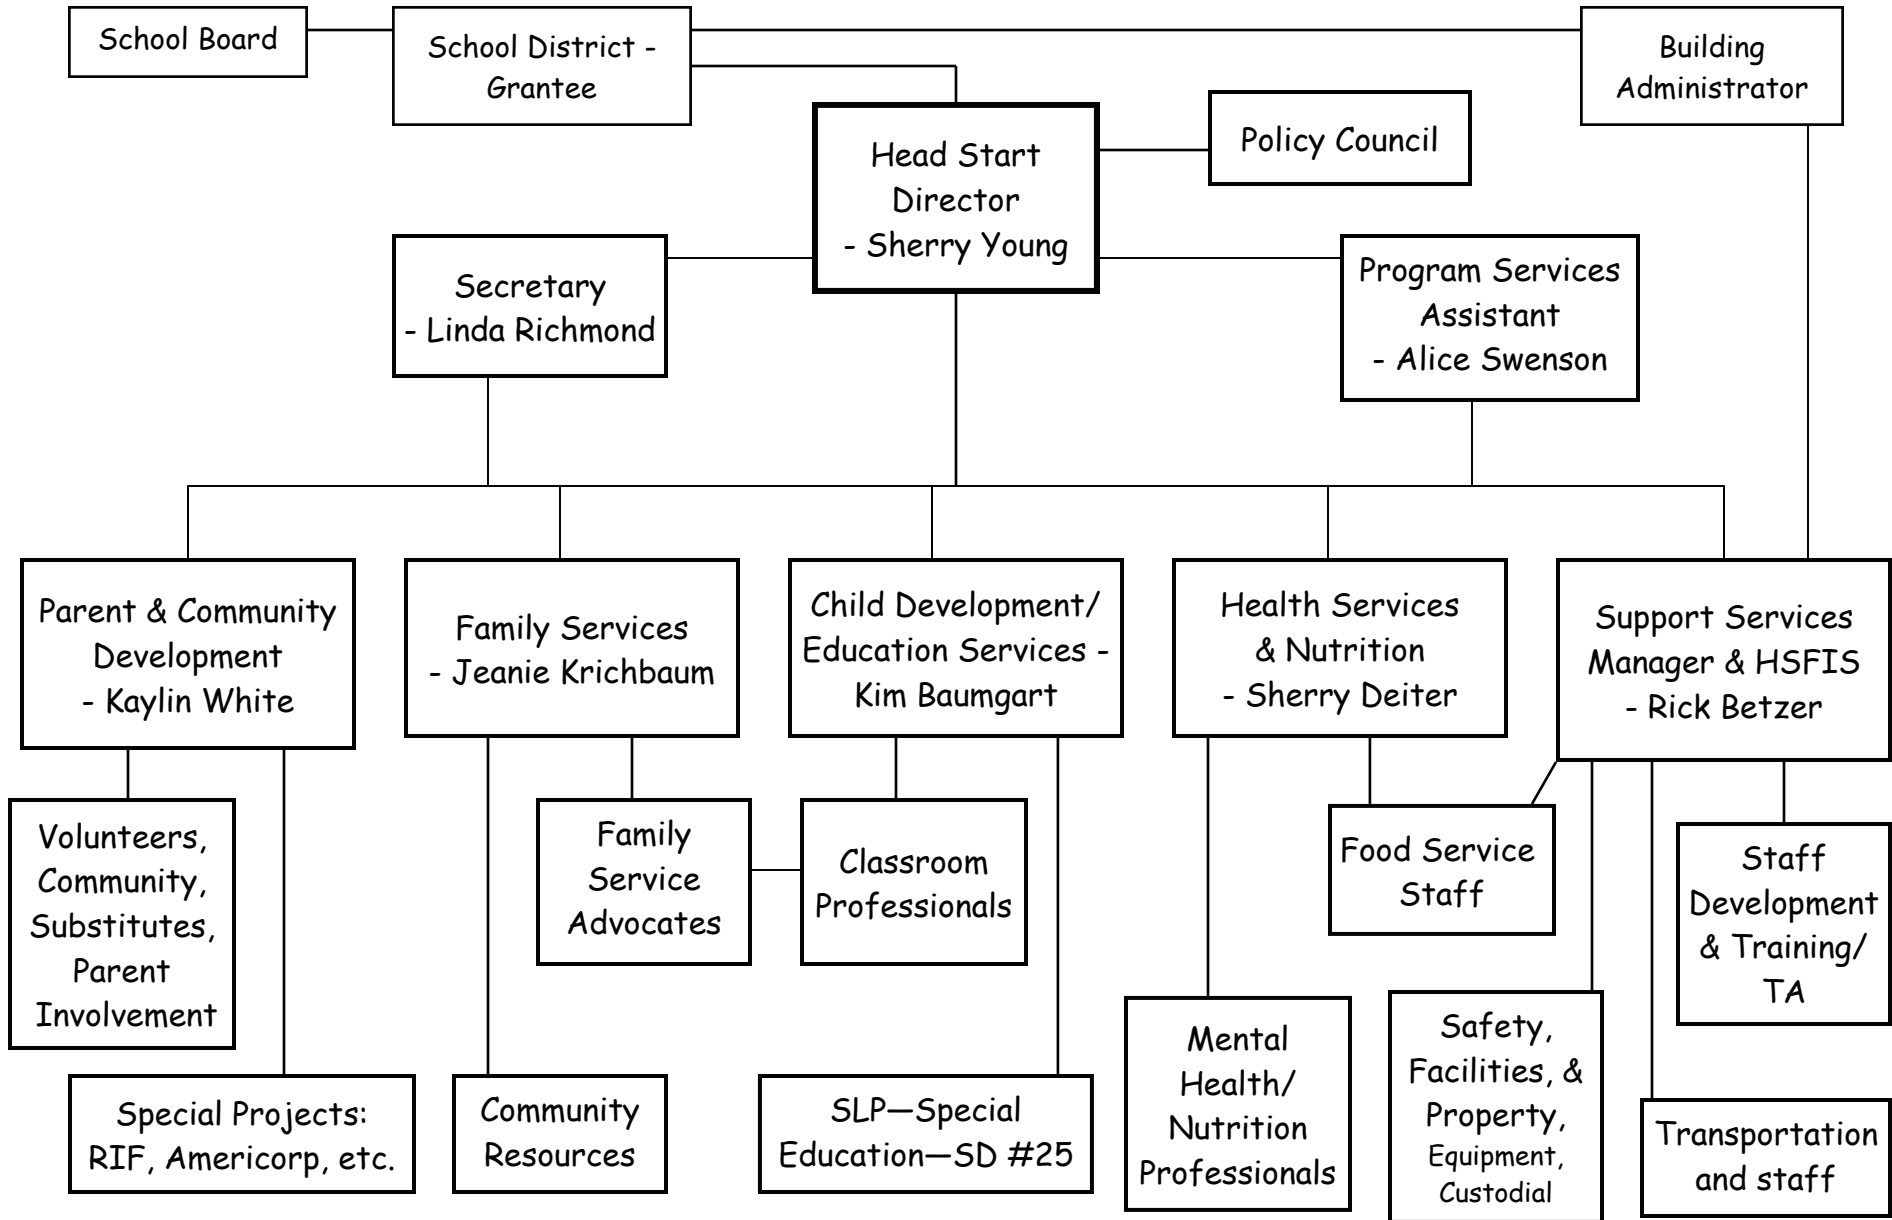 School Board
School District -
Grantee
Building
Administrator
Head Start
Director
- Sherry Young
Policy Council
Secretary
- Linda Richmond
Program Services
Assistant
- Alice Swenson
Parent & Community
Development
- Kaylin White
Family Services
- Jeanie Krichbaum
Child Development/
Education Services -
Kim Baumgart
Health Services
& Nutrition
- Sherry Deiter
Support Services
Manager & HSFIS
- Rick Betzer
Volunteers,
Community,
Substitutes,
Parent
Involvement
Family
Service
Advocates
Classroom
Professionals
Food Service
Staff
Staff
Development
& Training/
TA
Special Projects:
RIF, Americorp, etc.
Community
Resources
SLP—Special
Education—SD #25
Mental
Health/
Nutrition
Professionals
Safety,
Facilities, &
Property,
Equipment,
Custodial
Transportation
and staff